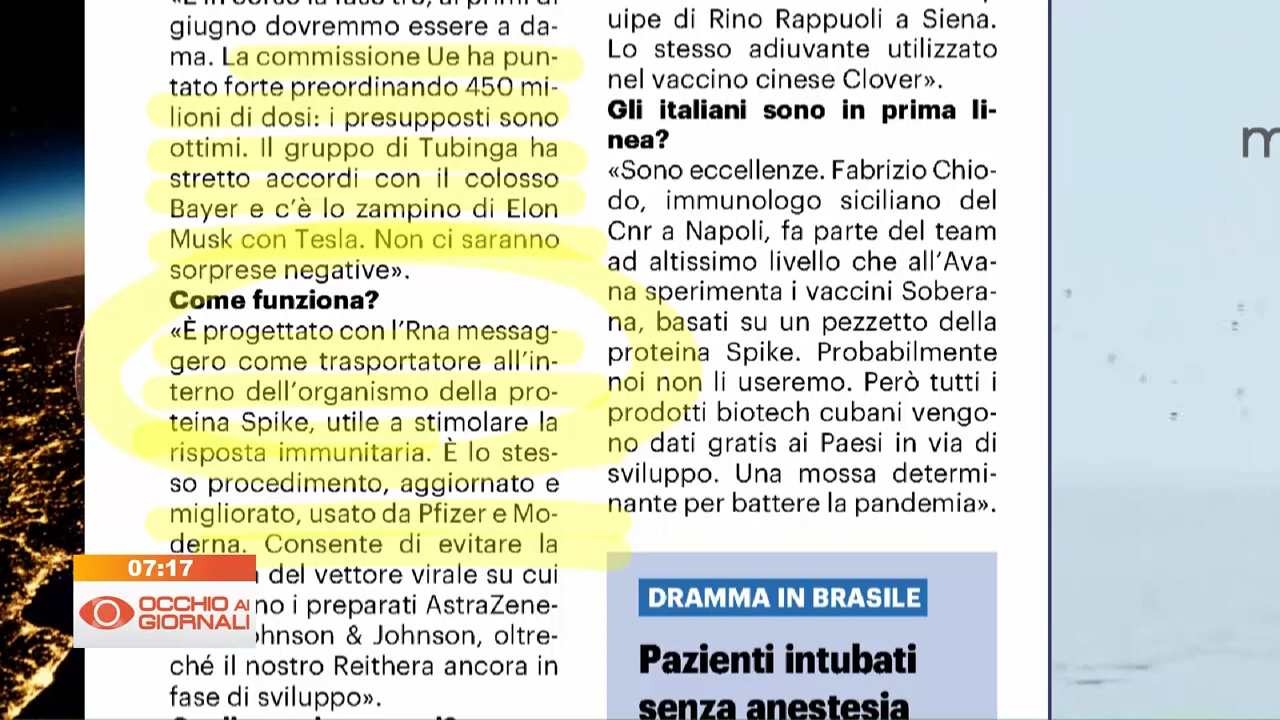 giugno dovremmo essere a da-
ma. La commissione Ue ha pun-
tato forte preordinando 450 mi-
lioni di dosi: i presupposti sono
ottimi. Il gruppo di Tubinga ha
stretto accordi con il colosso
Bayer e c'è lo zampino di Elon
Musk con Tesla. Non ci saranno
sorprese negative».
Come funziona?
«È progettato con l'Rna messag-
gero come trasportatore all'in-
terno dell'organismo della pro-
teina Spike, utile a stimolare la
risposta immunitaria. È lo stes-
so procedimento, aggiornato e
migliorato, usato da Pfizer e Mo-
derna. Consente di evitare la
del vettore virale su cui
no i preparati AstraZene-
ohnson & Johnson, oltre-
ché il nostro Reithera ancora in
fase di sviluppo».
uipe di Rino Rappuoli a Siena.
Lo stesso adiuvante utilizzato
nel vaccino cinese Clover».
Gli italiani sono in prima li-
nea?
«Sono eccellenze. Fabrizio Chio-
do, immunologo siciliano del
Cnr a Napoli, fa parte del team
ad altissimo livello che all'Ava-
na sperimenta i vaccini Sobera-
na, basati su un pezzetto della
proteina Spike. Probabilmente
noi non li useremo. Però tutti i
prodotti biotech cubani vengo-
no dati gratis ai Paesi in via di
sviluppo. Una mossa determi-
nante per battere la pandemia».
DRAMMA IN BRASILE
Pazienti intubati
senza anestesia
07:17
OCCHIO AI
GIORNALI
m